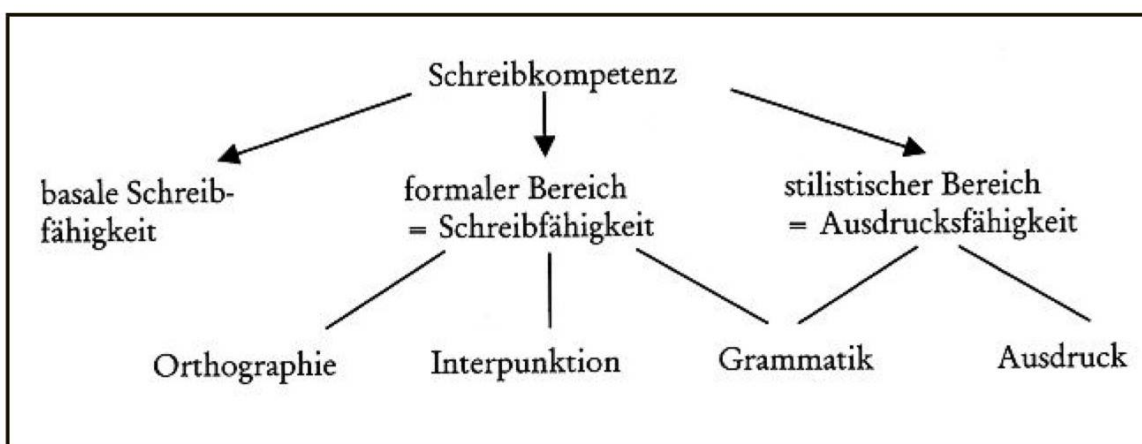 Schreibkompetenz
basale Schreib-
fähigkeit
formaler Bereich
= Schreibfähigkeit
stilistischer Bereich
= Ausdrucksfähigkeit
Orthographie
Interpunktion
Grammatik
Ausdruck